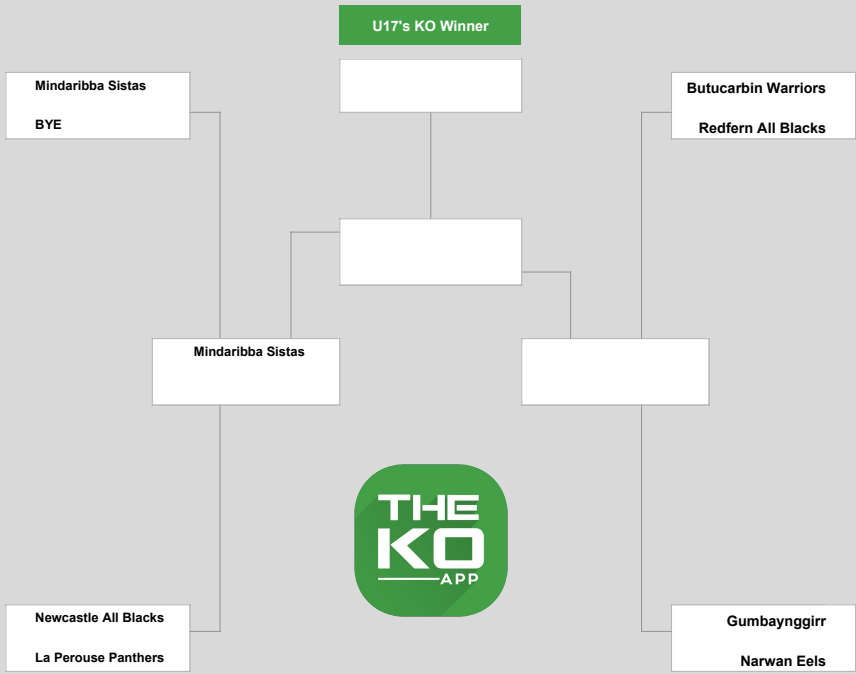 U17's KO Winner
Mindaribba Sistas
BYE
Butucarbin Warriors
Redfern All Blacks
Mindaribba Sistas
THE
KO
APP
Newcastle All Blacks
La Perouse Panthers
Gumbaynggirr
Narwan Eels